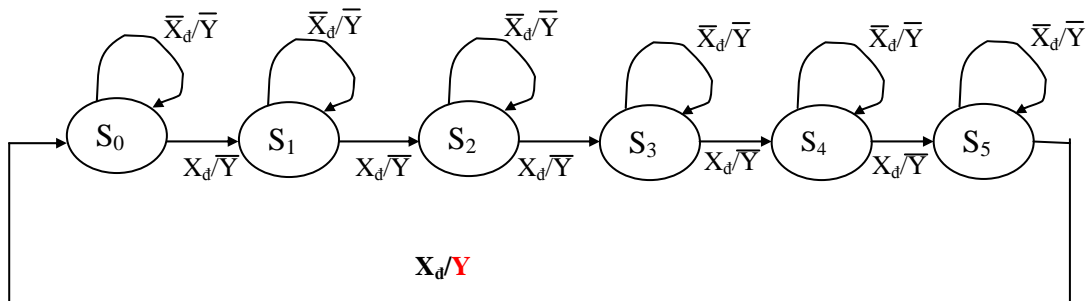 X̅đ/Y̅ X̅đ/Y̅ X̅đ/Y̅ X̅đ/Y̅ X̅đ/Y̅ X̅đ/Y̅
S₀ S₁ S₂ S₃ S₄ S₅
Xđ/Y̅ Xđ/Y̅ Xđ/Y̅ Xđ/Y̅ Xđ/Y̅
Xđ/Y